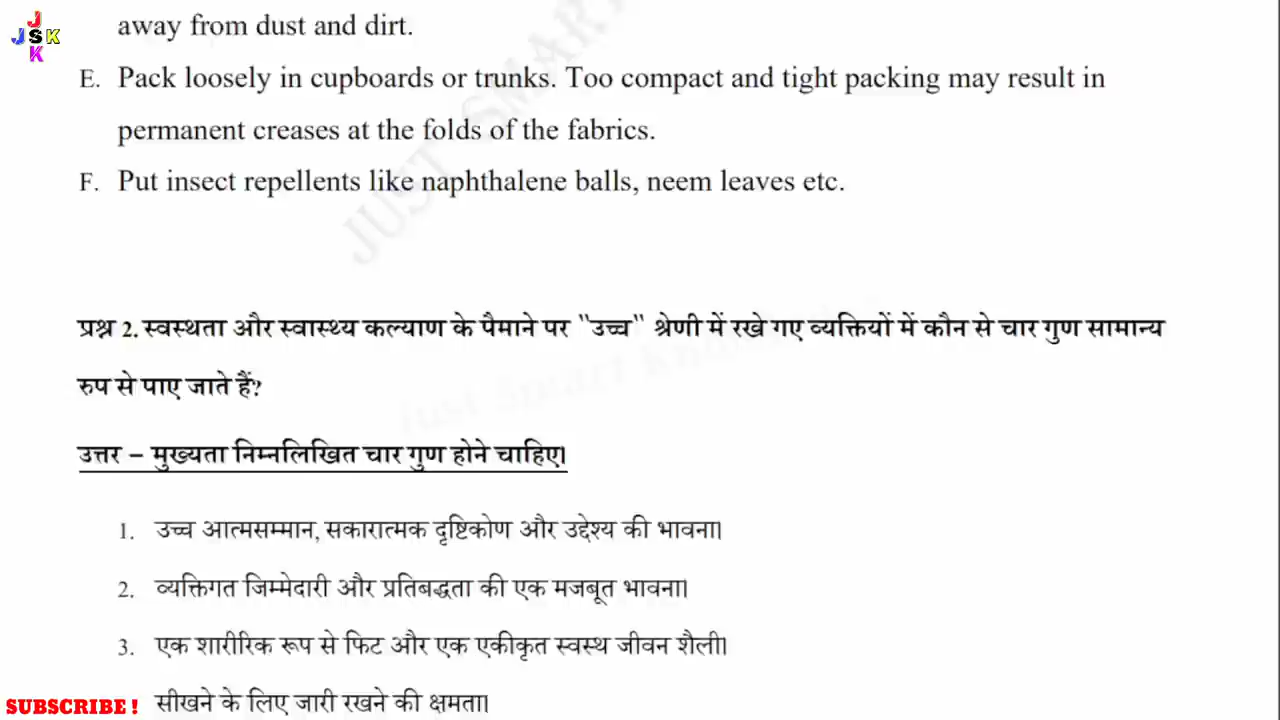 J
JSK
K
away from dust and dirt.
E. Pack loosely in cupboards or trunks. Too compact and tight packing may result in
permanent creases at the folds of the fabrics.
F. Put insect repellents like naphthalene balls, neem leaves etc.
JUST SMART
प्रश्न 2. स्वस्थता और स्वास्थ्य कल्याण के पैमाने पर "उच्च" श्रेणी में रखे गए व्यक्तियों में कौन से चार गुण सामान्य
रुप से पाए जाते हैं?
Just Smart
उत्तर – मुख्यता निम्नलिखित चार गुण होने चाहिए।
1. उच्च आत्मसम्मान, सकारात्मक दृष्टिकोण और उद्देश्य की भावना।
2. व्यक्तिगत जिम्मेदारी और प्रतिबद्धता की एक मजबूत भावना।
3. एक शारीरिक रूप से फिट और एक एकीकृत स्वस्थ जीवन शैली।
सीखने के लिए जारी रखने की क्षमता।
SUBSCRIBE !